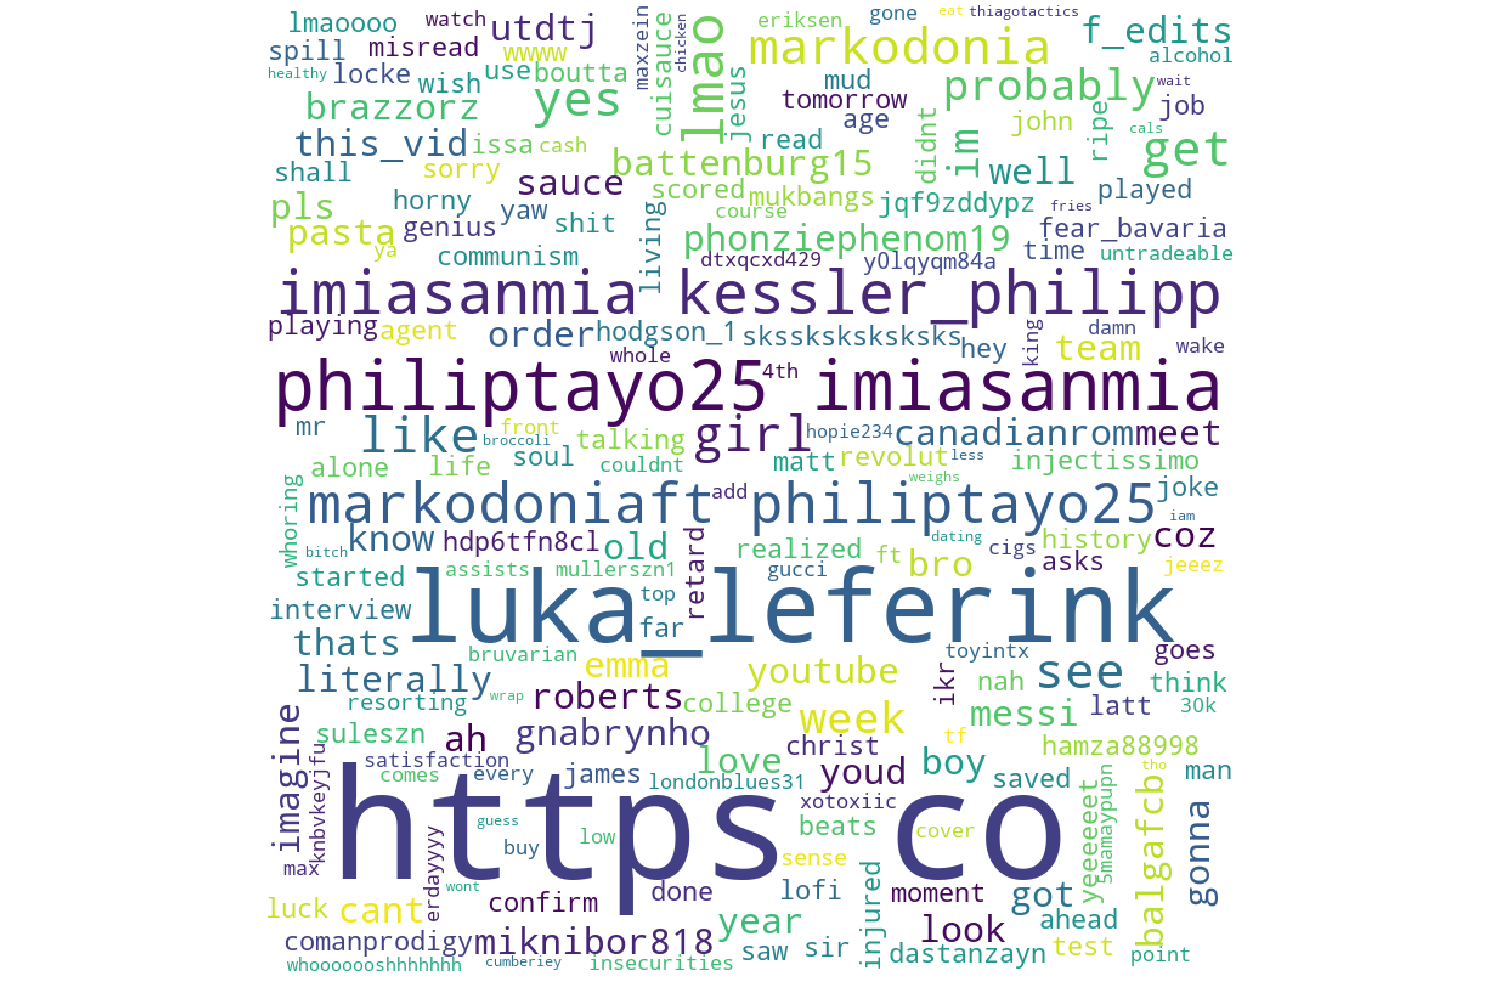 lmaoooo watch utdtj maxzein chicken lmao eriksen gone eat thiagotactics f_edits
spill misread wwww cuisauce markodonia alcohol
healthy locke wish use boutta jesus mud probably wait
brazzorz yes tomorrow age job
this_vid issa cash read didnt im john ripe cals get
shall sorry sauce battenburg15 well
horny yaw scored mukbangs jqf9zddypz played
pls genius shit living course fries
pasta phonziephenom19 fear_bavaria
ya communism dtxqcxd429 y0lqyqm84a time untradeable
imiasanmia kessler_philipp
playing agent order hodgson_1 skssksksksksks hey king damn
whole team wake
philiptayo25 4th imiasanmia
mr like front girl hopie234 canadianrom meet
broccoli talking
alone life soul couldnt matt revolut less injectissimo
weighs
whoring markodoniaft add philiptayo25 joke
iam
know hdp6tfn8cl old retard dating cigs history coz
bitch realized ft bro asks
started assists mullerszn1 gucci jeeez
interview luka_leferink top
thats far
bruvarian toyintx goes
literally emma youtube ikr see
resorting wrap roberts college nah think
imagine week messi latt 30k
suleszn ah gnabrynho tf
knbvkeyjfu satisfaction love christ hamza88998 tho
comes every james youd boy saved man
londonblues31 yeeeeet 5mamaypupn balgafcb gonna
https co xotoxiic
guess beats cover
buy low
max erdayyyy sense injured
wont done lofi moment got
luck cant confirm ahead
year look
comanprodigy miknibor818 saw sir test
whooooooshhhhhhh cumberiey insecurities dastanzayn point